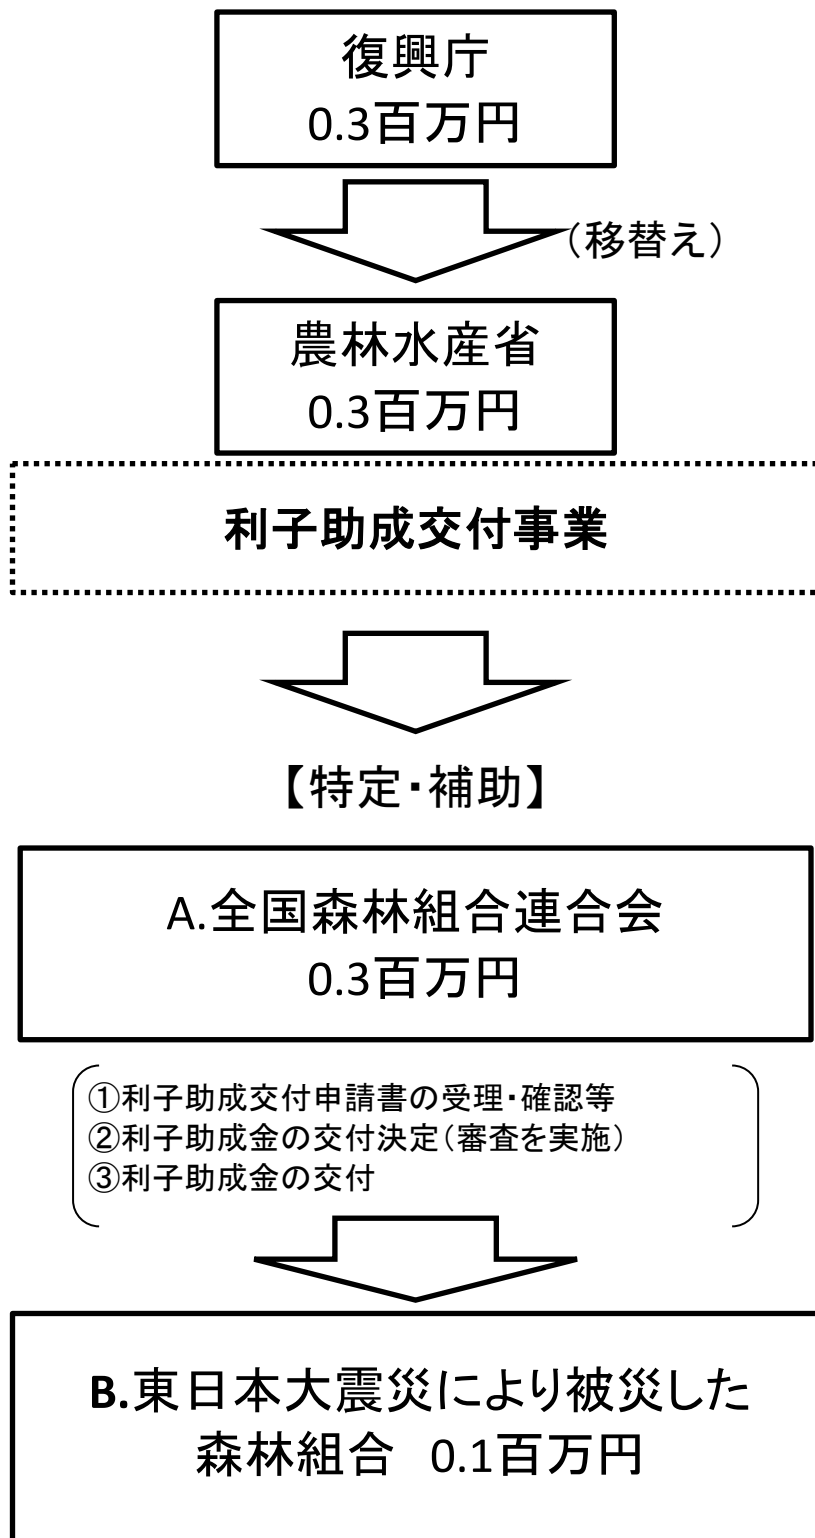 復興庁
0.3百万円
（移替え）
農林水産省
0.3百万円
利子助成交付事業
【特定・補助】
A.全国森林組合連合会
0.3百万円
①利子助成交付申請書の受理・確認等
②利子助成金の交付決定（審査を実施）
③利子助成金の交付
B.東日本大震災により被災した
森林組合　0.1百万円